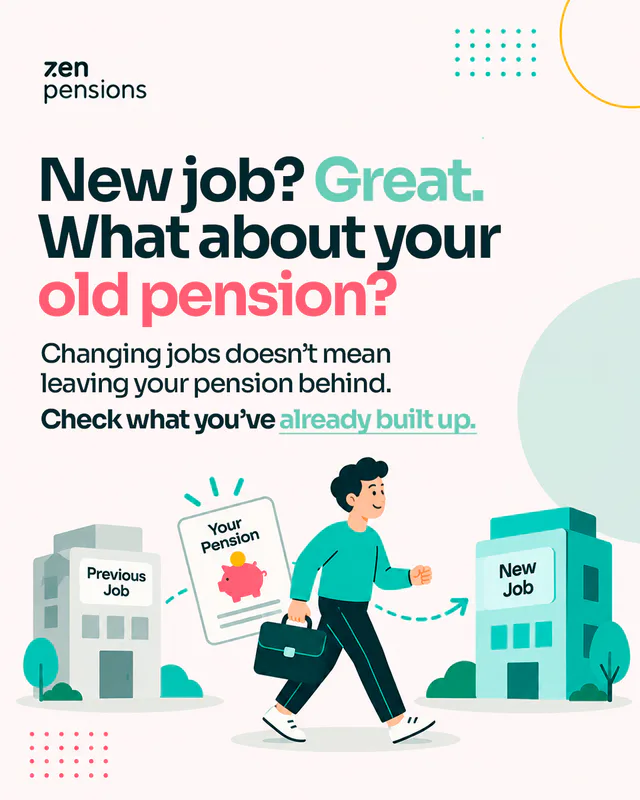 zen
pensions
New job? Great.
What about your
old pension?
Changing jobs doesn’t mean
leaving your pension behind.
Check what you’ve already built up.
Your
Pension
Previous
Job
New
Job